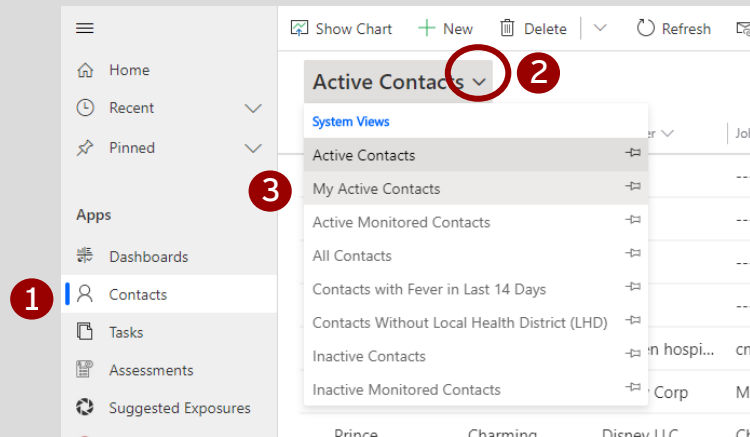 Show Chart
New
Delete
Refresh
Home
Recent
Pinned
Apps
Dashboards
1
Contacts
Tasks
Assessments
Suggested Exposures
Active Contacts
2
System Views
Active Contacts
3
My Active Contacts
Active Monitored Contacts
All Contacts
Contacts with Fever in Last 14 Days
Contacts Without Local Health District (LHD)
Inactive Contacts
Inactive Monitored Contacts
---
---
---
---
Corp
Prince Charming Disney LLC